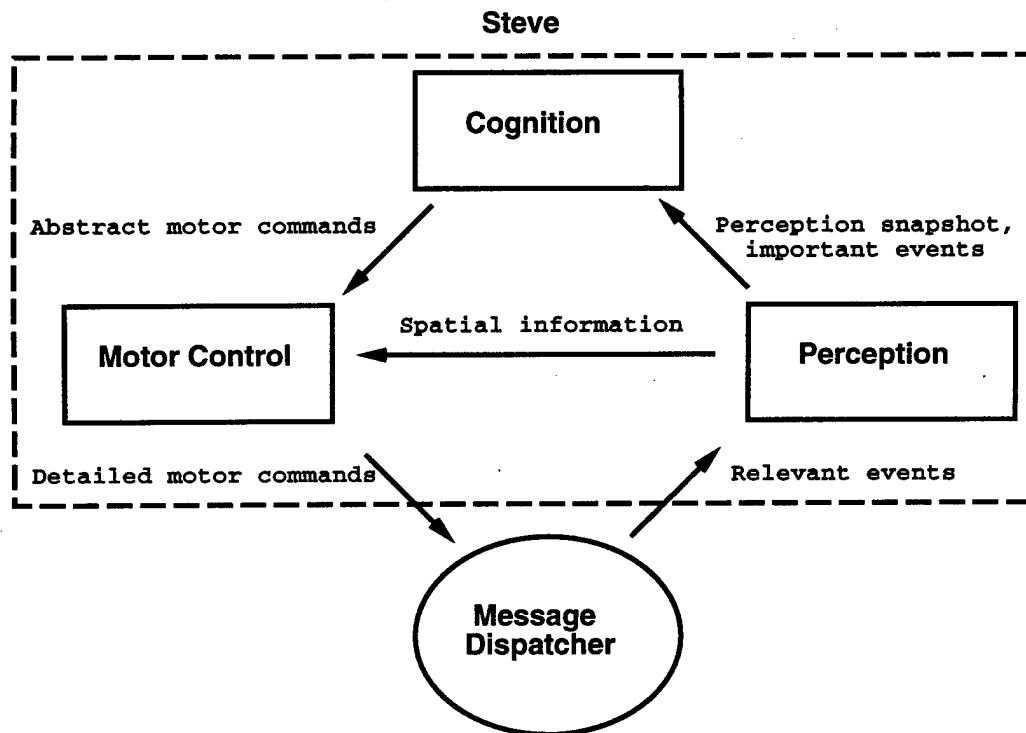 Steve
Cognition
Abstract motor commands
Perception snapshot,
important events
Spatial information
Motor Control
Perception
Detailed motor commands
Relevant events
Message
Dispatcher